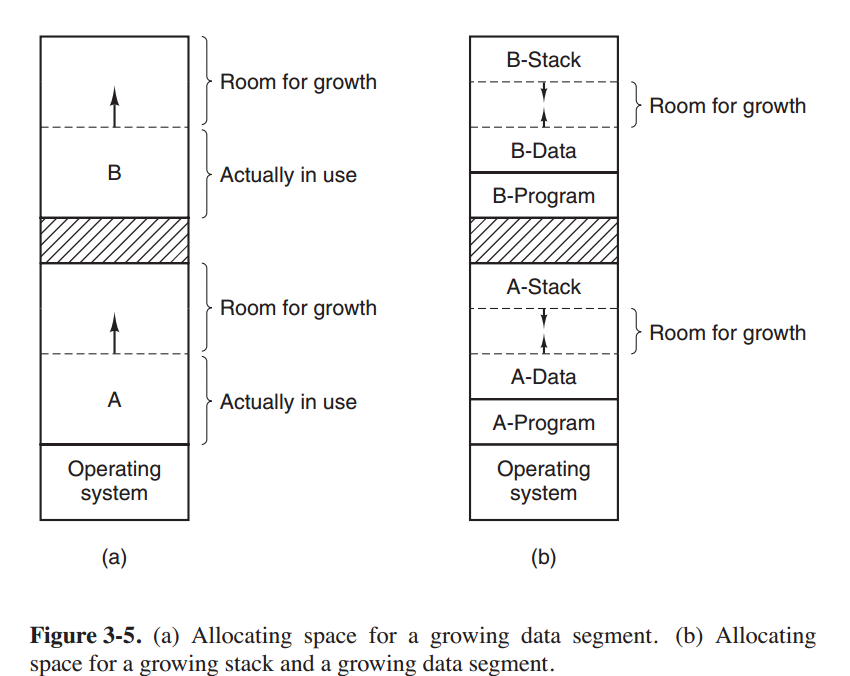 Room for growth
B
Actually in use
Room for growth
A
Actually in use
Operating
system
(a)
B-Stack
Room for growth
B-Data
B-Program
A-Stack
Room for growth
A-Data
A-Program
Operating
system
(b)
Figure 3-5. (a) Allocating space for a growing data segment. (b) Allocating
space for a growing stack and a growing data segment.